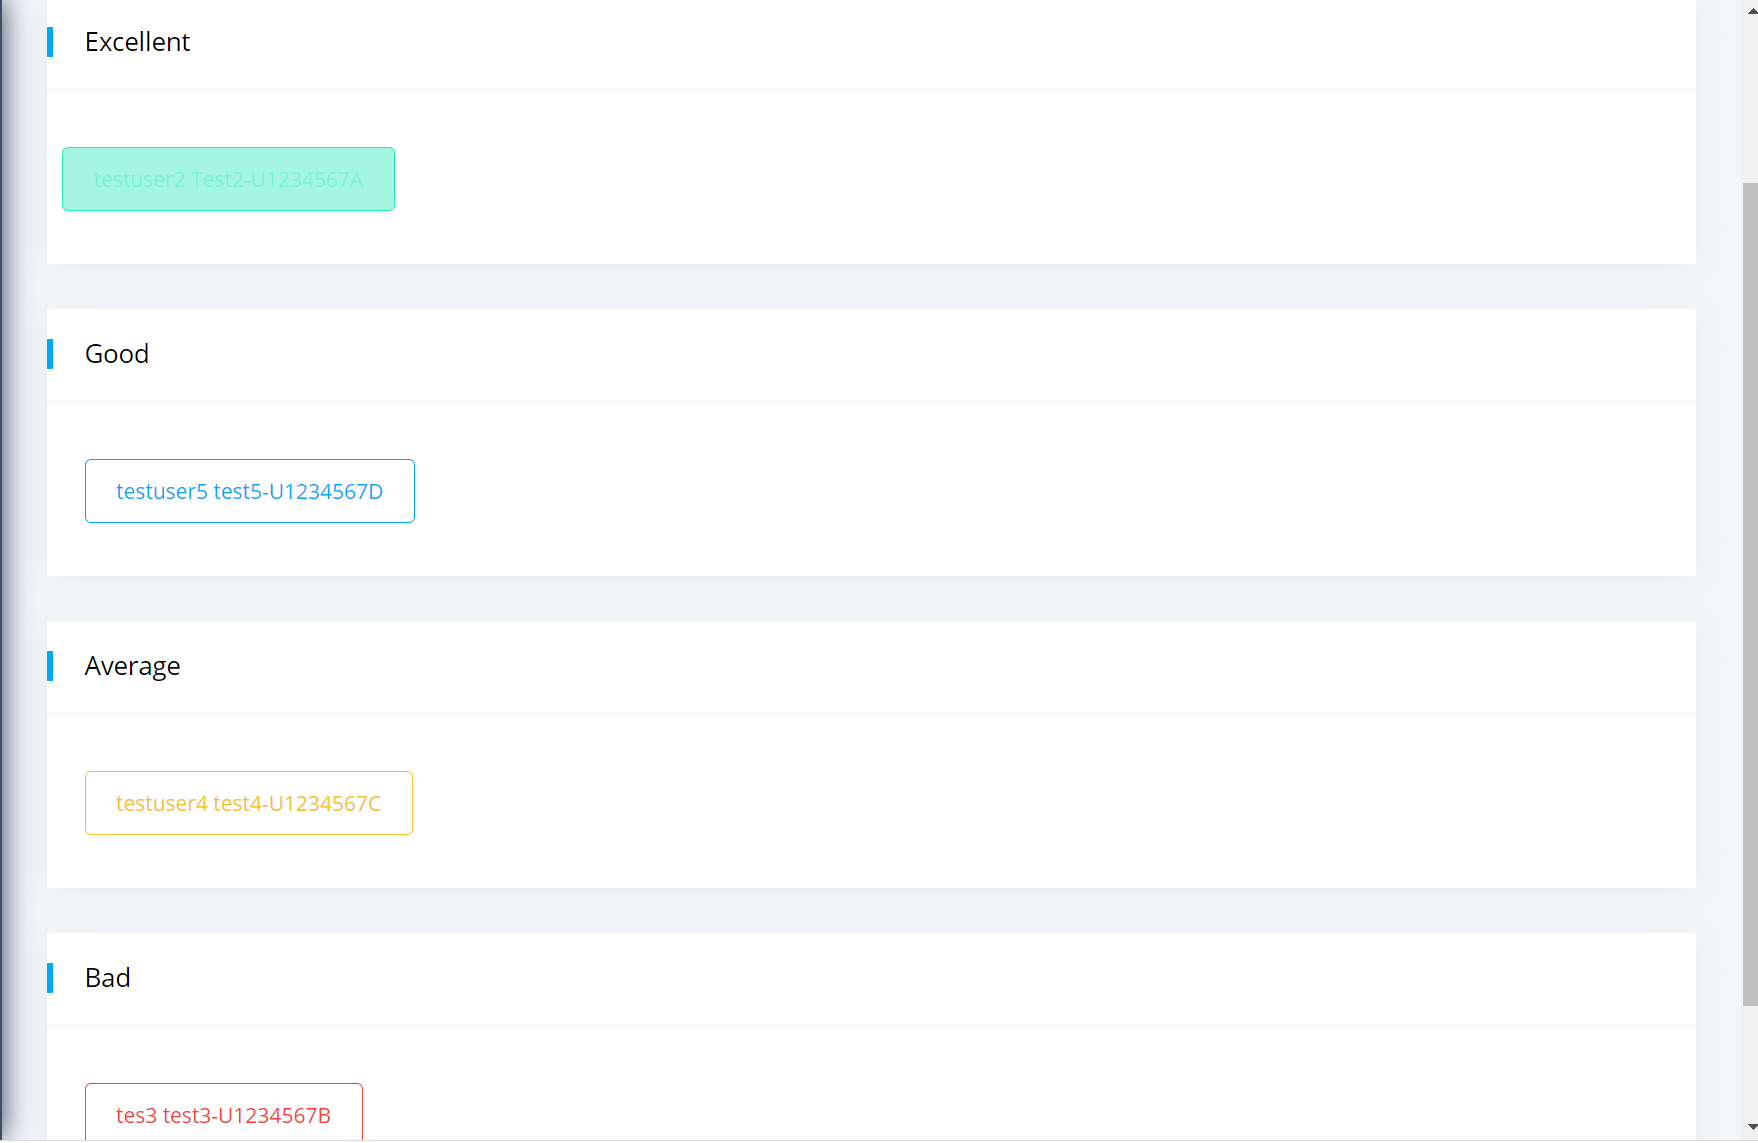 Excellent
testuser2 Test2-U1234567A
Good
testuser5 test5-U1234567D
Average
testuser4 test4-U1234567C
Bad
tes3 test3-U1234567B